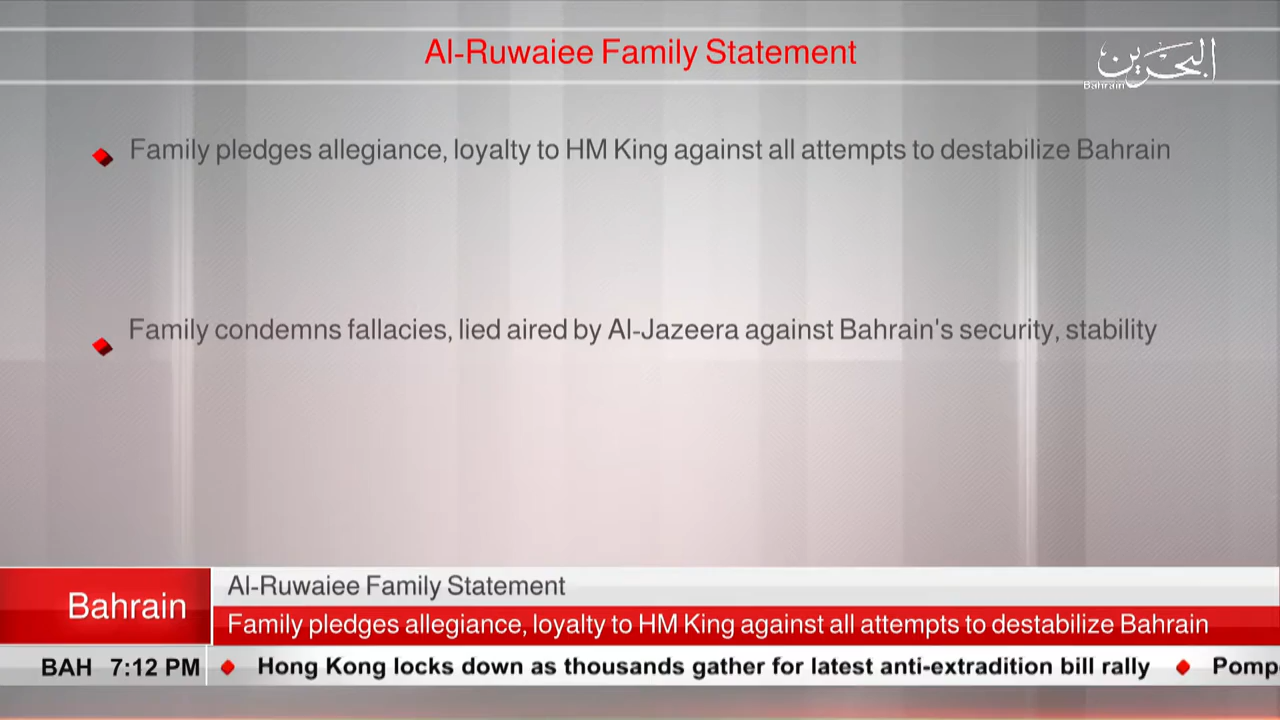 Al-Ruwaiee Family Statement
البحرين
Bahrain
Family pledges allegiance, loyalty to HM King against all attempts to destabilize Bahrain
Family condemns fallacies, lied aired by Al-Jazeera against Bahrain's security, stability
Bahrain
Al-Ruwaiee Family Statement
Family pledges allegiance, loyalty to HM King against all attempts to destabilize Bahrain
BAH 7:12 PM
Hong Kong locks down as thousands gather for latest anti-extradition bill rally
Pomp